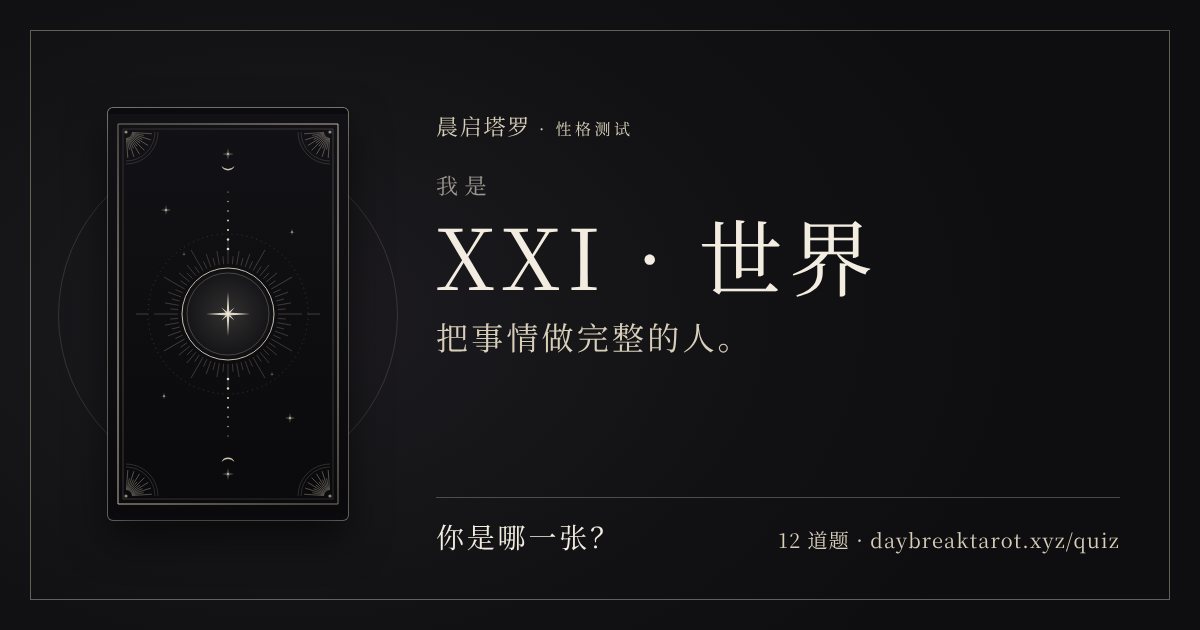 晨启塔罗 · 性格测试
我是
XXI · 世界
把事情做完整的人。
你是哪一张?
12 道题 · daybreaktarot.xyz/quiz